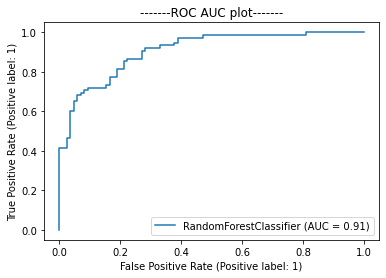 -------ROC AUC plot-------
1.0
0.8
0.6
0.4
0.2
0.0
True Positive Rate (Positive label: 1)
RandomForestClassifier (AUC = 0.91)
0.0 0.2 0.4 0.6 0.8 1.0
False Positive Rate (Positive label: 1)